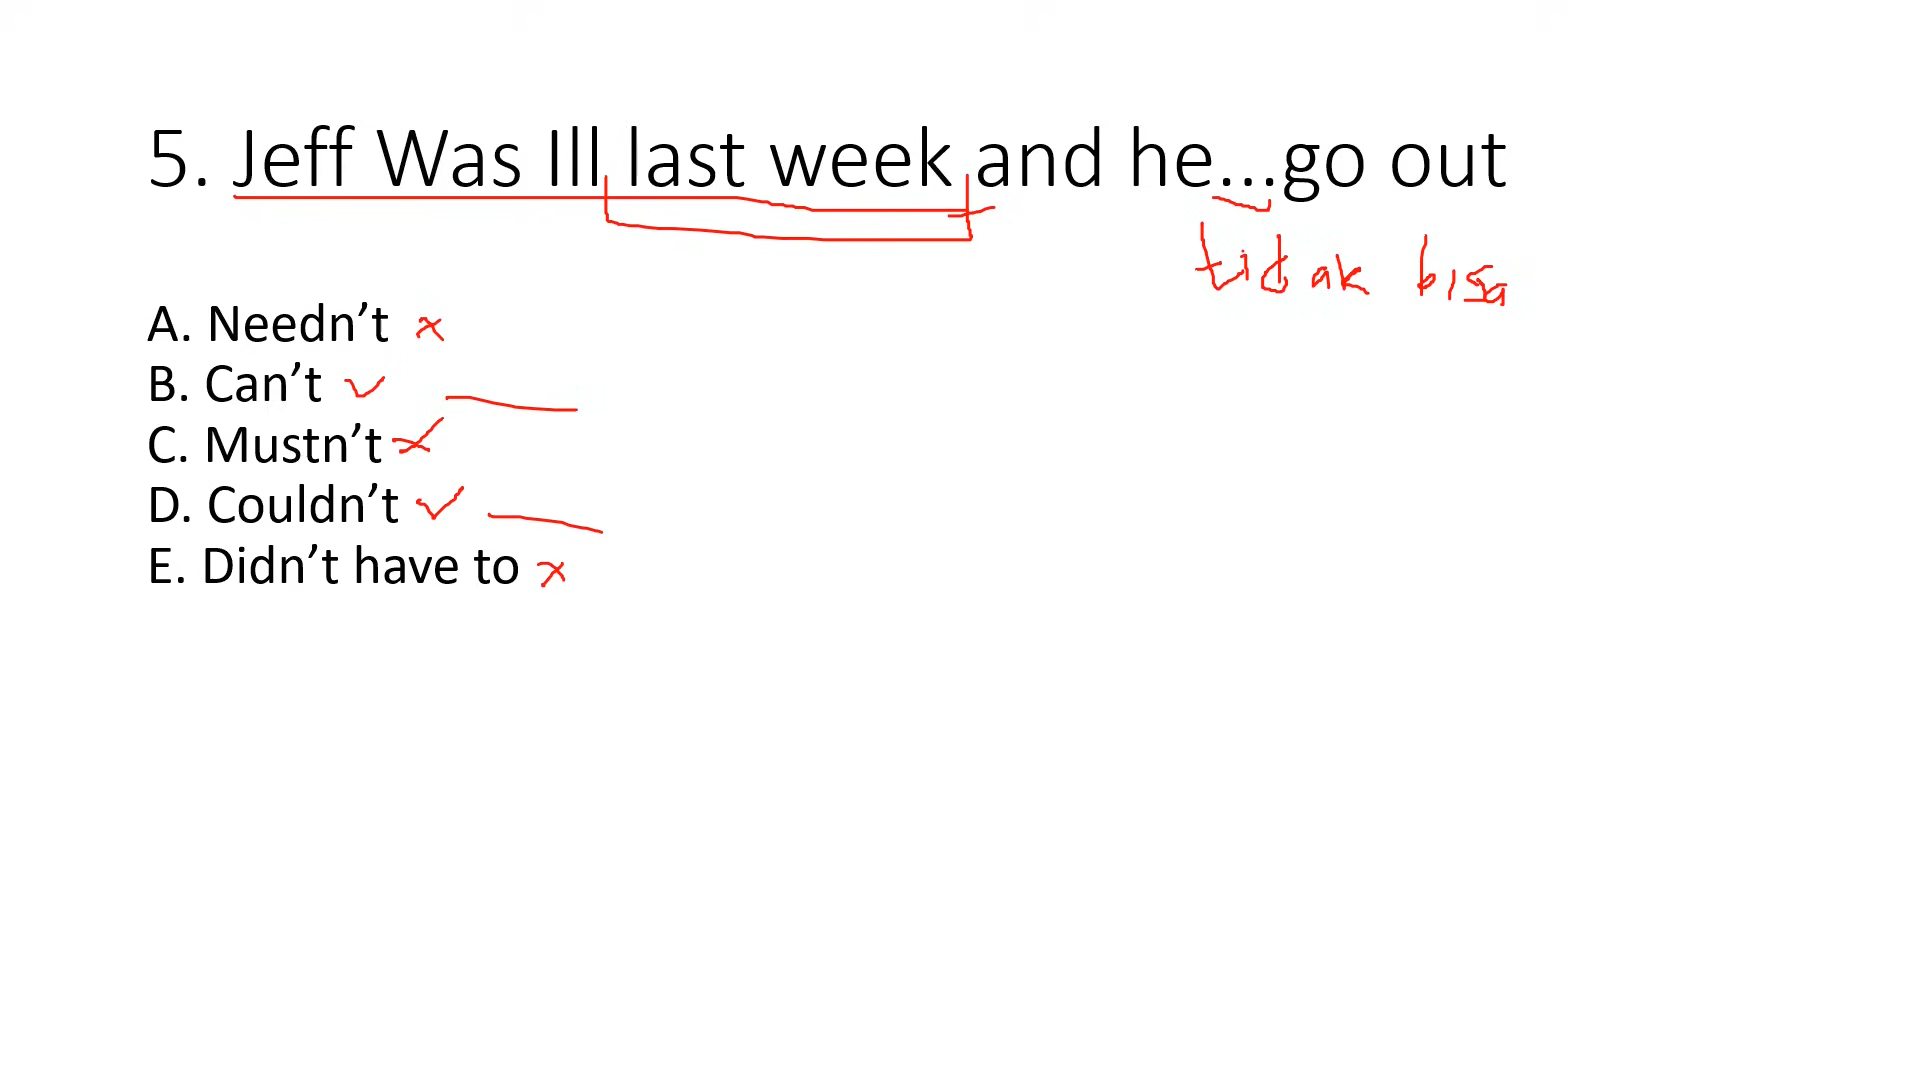 5. Jeff Was Ill last week and he...go out
tidak bisa
A. Needn’t
B. Can’t
C. Mustn’t
D. Couldn’t
E. Didn’t have to